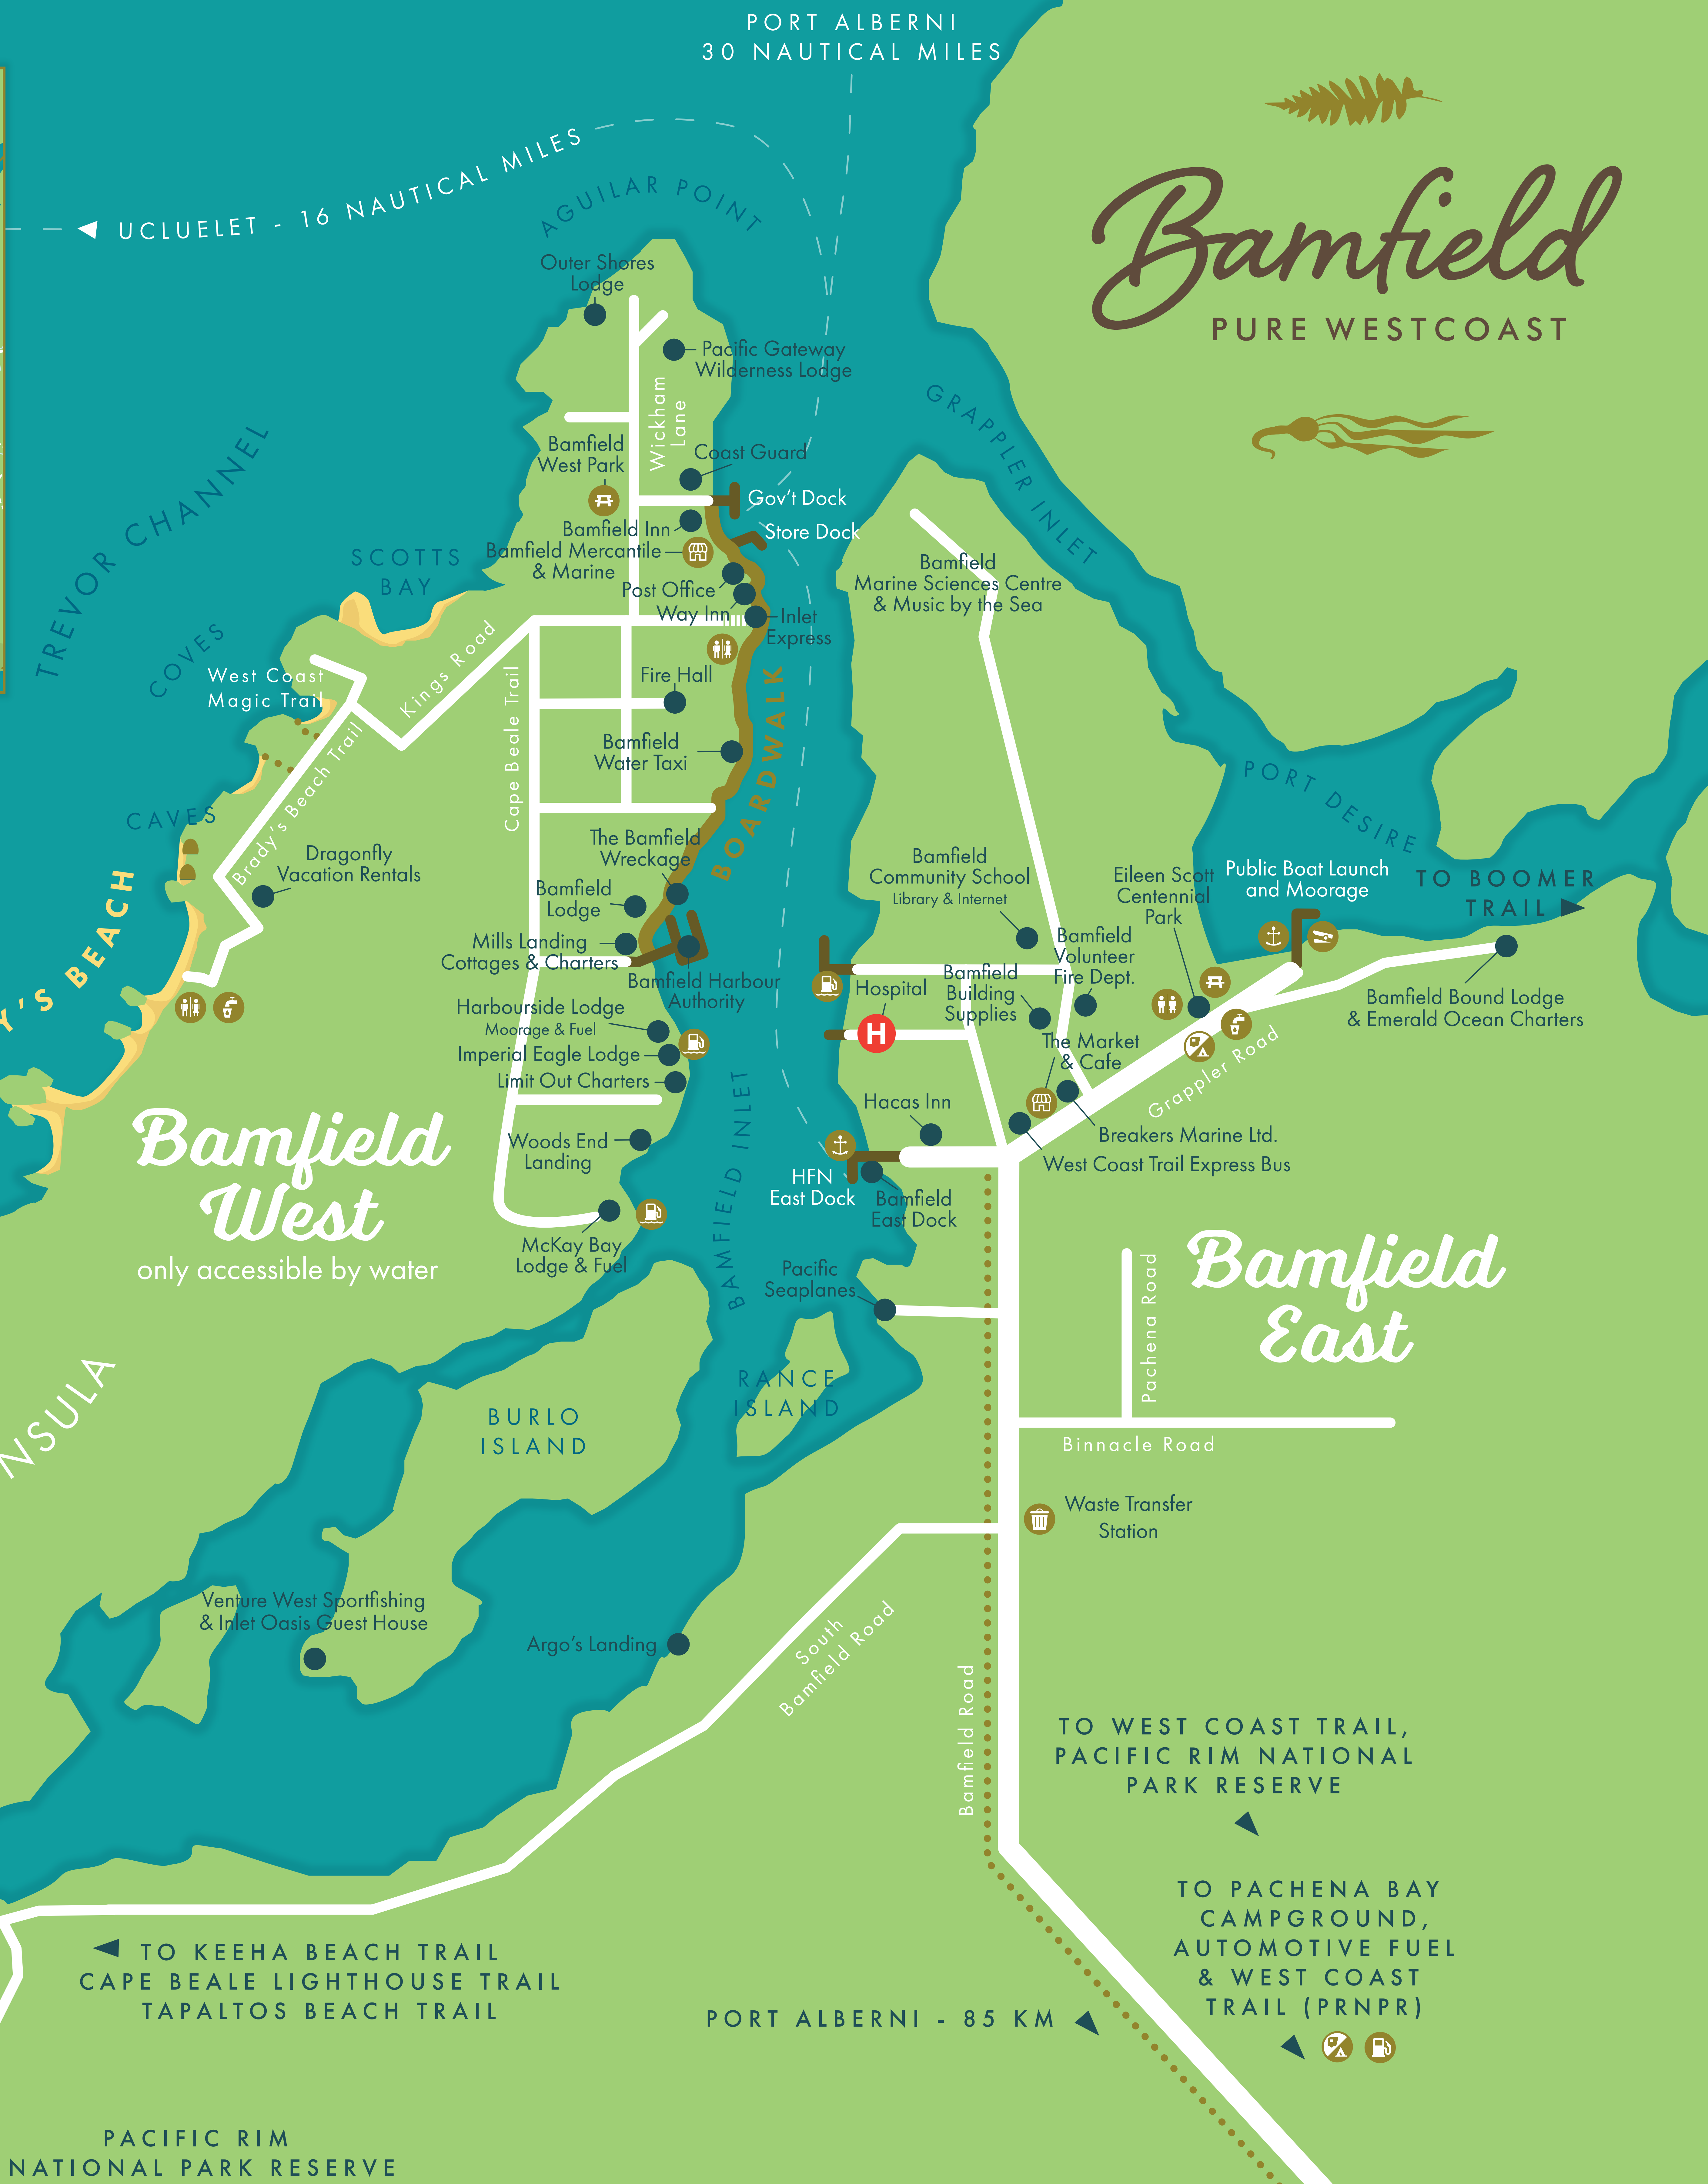 PORT ALBERNI
30 NAUTICAL MILES
UCLUELET - 16 NAUTICAL MILES
AGUILAR POINT
Bamfield
PURE WESTCOAST
Outer Shores
Lodge
Pacific Gateway
Wilderness Lodge
Wickham
Lane
GRAPPLER INLET
TREVOR CHANNEL
Bamfield
West Park
Coast Guard
Gov't Dock
Bamfield Inn
Store Dock
Bamfield Mercantile
& Marine
SCOTTS
BAY
Post Office
Way Inn
Inlet
Express
Bamfield
Marine Sciences Centre
& Music by the Sea
COVES
West Coast
Magic Trail
Kings Road
Cape Beale Trail
Fire Hall
BOARDWALK
Bamfield
Water Taxi
Brady's Beach Trail
CAVES
PORT DESIRE
Dragonfly
Vacation Rentals
The Bamfield
Wreckage
Bamfield
Lodge
Mills Landing
Cottages & Charters
Bamfield Harbour
Authority
Y'S BEACH
Bamfield
Community School
Library & Internet
Eileen Scott
Centennial
Park
Public Boat Launch
and Moorage
TO BOOMER
TRAIL
Bamfield
Volunteer
Fire Dept.
Bamfield
Building
Supplies
Hospital
H
Bamfield Bound Lodge
& Emerald Ocean Charters
Harbourside Lodge
Moorage & Fuel
Imperial Eagle Lodge
Limit Out Charters
The Market
& Cafe
Grappler Road
Hacas Inn
Breakers Marine Ltd.
West Coast Trail Express Bus
Bamfield
West
only accessible by water
Woods End
Landing
BAMFIELD INLET
HFN
East Dock
Bamfield
East Dock
McKay Bay
Lodge & Fuel
Pacific
Seaplanes
Pachena Road
Bamfield
East
RANCE
ISLAND
NSULA
BURLO
ISLAND
Binnacle Road
Waste Transfer
Station
Venture West Sportfishing
& Inlet Oasis Guest House
Argo's Landing
South
Bamfield Road
Bamfield Road
TO WEST COAST TRAIL,
PACIFIC RIM NATIONAL
PARK RESERVE
TO PACHENA BAY
CAMPGROUND,
AUTOMOTIVE FUEL
& WEST COAST
TRAIL (PRNPR)
TO KEEHA BEACH TRAIL
CAPE BEALE LIGHTHOUSE TRAIL
TAPALTOS BEACH TRAIL
PORT ALBERNI - 85 KM
PACIFIC RIM
NATIONAL PARK RESERVE